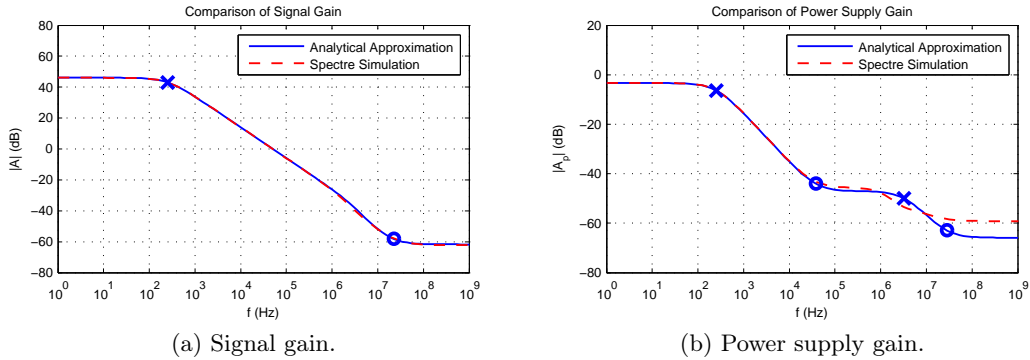 Comparison of Signal Gain
80
60
40
20
0
−20
−40
−60
−80
|A| (dB)
Analytical Approximation
Spectre Simulation
10^0 10^1 10^2 10^3 10^4 10^5 10^6 10^7 10^8 10^9
f (Hz)
(a) Signal gain.
Comparison of Power Supply Gain
20
0
−20
−40
−60
−80
|A_p| (dB)
Analytical Approximation
Spectre Simulation
10^0 10^1 10^2 10^3 10^4 10^5 10^6 10^7 10^8 10^9
f (Hz)
(b) Power supply gain.